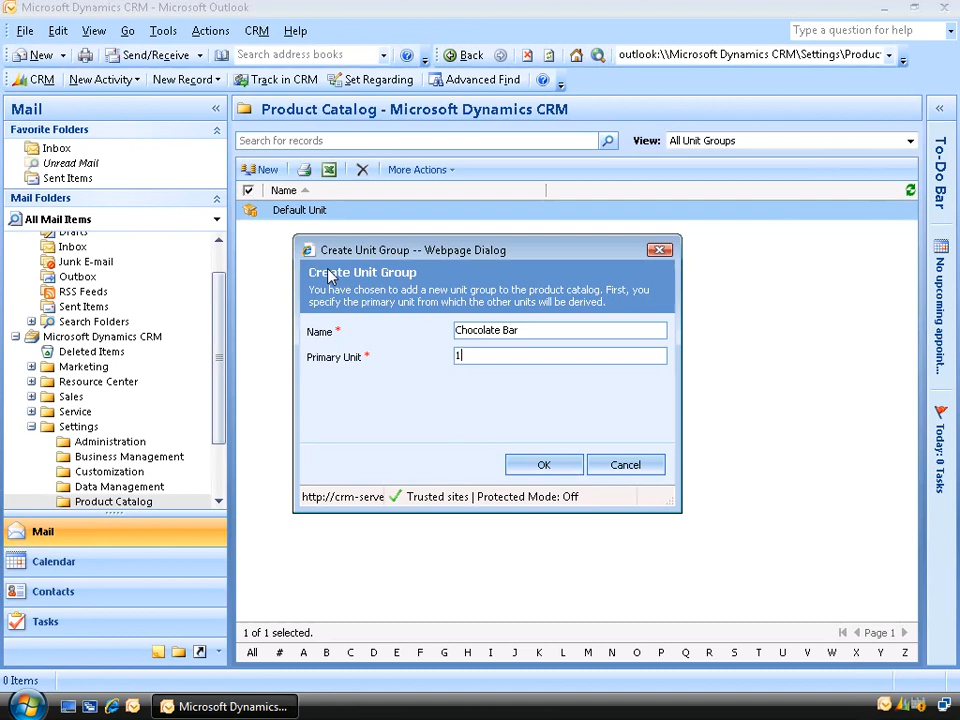 Microsoft Dynamics CRM - Microsoft Outlook
File Edit View Go Tools Actions CRM Help
Type a question for help
New Send/Receive Search address books Back outlook:\\Microsoft Dynamics CRM\Settings\Produc
CRM New Activity New Record Track in CRM Set Regarding Advanced Find
Mail
Favorite Folders
Inbox
Unread Mail
Sent Items
Mail Folders
All Mail Items
Drafts
Inbox
Junk E-mail
Outbox
RSS Feeds
Sent Items
Search Folders
Microsoft Dynamics CRM
Deleted Items
Marketing
Resource Center
Sales
Service
Settings
Administration
Business Management
Customization
Data Management
Product Catalog
Mail
Calendar
Contacts
Tasks
Product Catalog - Microsoft Dynamics CRM
Search for records View: All Unit Groups
New More Actions
Name
Default Unit
Create Unit Group -- Webpage Dialog
Create Unit Group
You have chosen to add a new unit group to the product catalog. First, you
specify the primary unit from which the other units will be derived.
Name * Chocolate Bar
Primary Unit * 1
OK Cancel
http://crm-serve Trusted sites | Protected Mode: Off
1 of 1 selected. Page 1
All # A B C D E F G H I J K L M N O P Q R S T U V W X Y Z
To-Do Bar
No upcoming appoint...
Today: 0 Tasks
0 Items
Microsoft Dynamics...